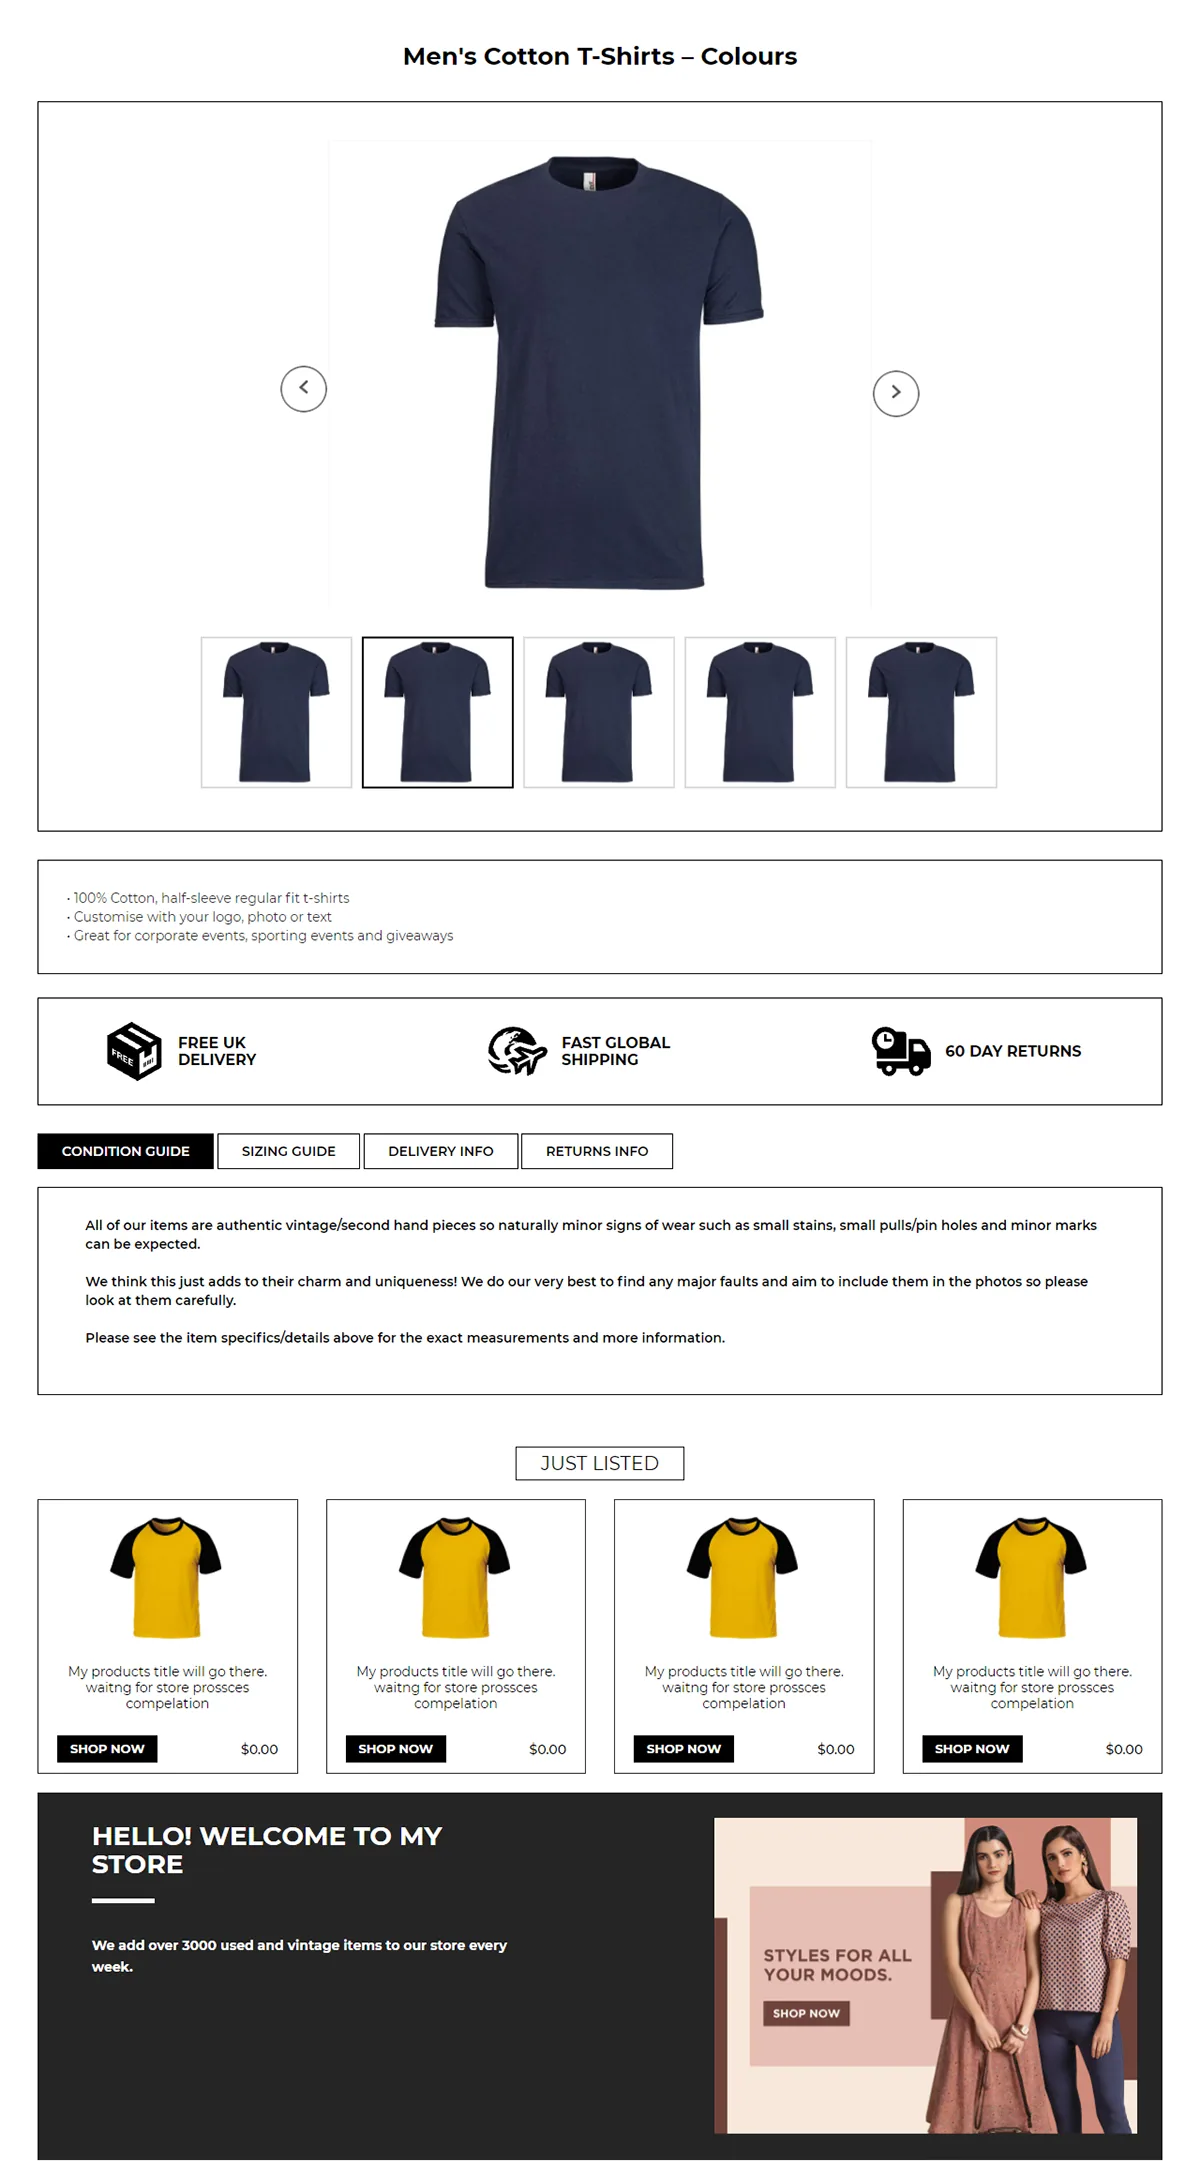 Men's Cotton T-Shirts – Colours
• 100% Cotton, half-sleeve regular fit t-shirts
• Customise with your logo, photo or text
• Great for corporate events, sporting events and giveaways
FREE
FREE UK
DELIVERY
FAST GLOBAL
SHIPPING
60 DAY RETURNS
CONDITION GUIDE
SIZING GUIDE
DELIVERY INFO
RETURNS INFO
All of our items are authentic vintage/second hand pieces so naturally minor signs of wear such as small stains, small pulls/pin holes and minor marks
can be expected.
We think this just adds to their charm and uniqueness! We do our very best to find any major faults and aim to include them in the photos so please
look at them carefully.
Please see the item specifics/details above for the exact measurements and more information.
JUST LISTED
My products title will go there.
waitng for store prossces
compelation
SHOP NOW
$0.00
My products title will go there.
waitng for store prossces
compelation
SHOP NOW
$0.00
My products title will go there.
waitng for store prossces
compelation
SHOP NOW
$0.00
My products title will go there.
waitng for store prossces
compelation
SHOP NOW
$0.00
HELLO! WELCOME TO MY
STORE
We add over 3000 used and vintage items to our store every
week.
STYLES FOR ALL
YOUR MOODS.
SHOP NOW